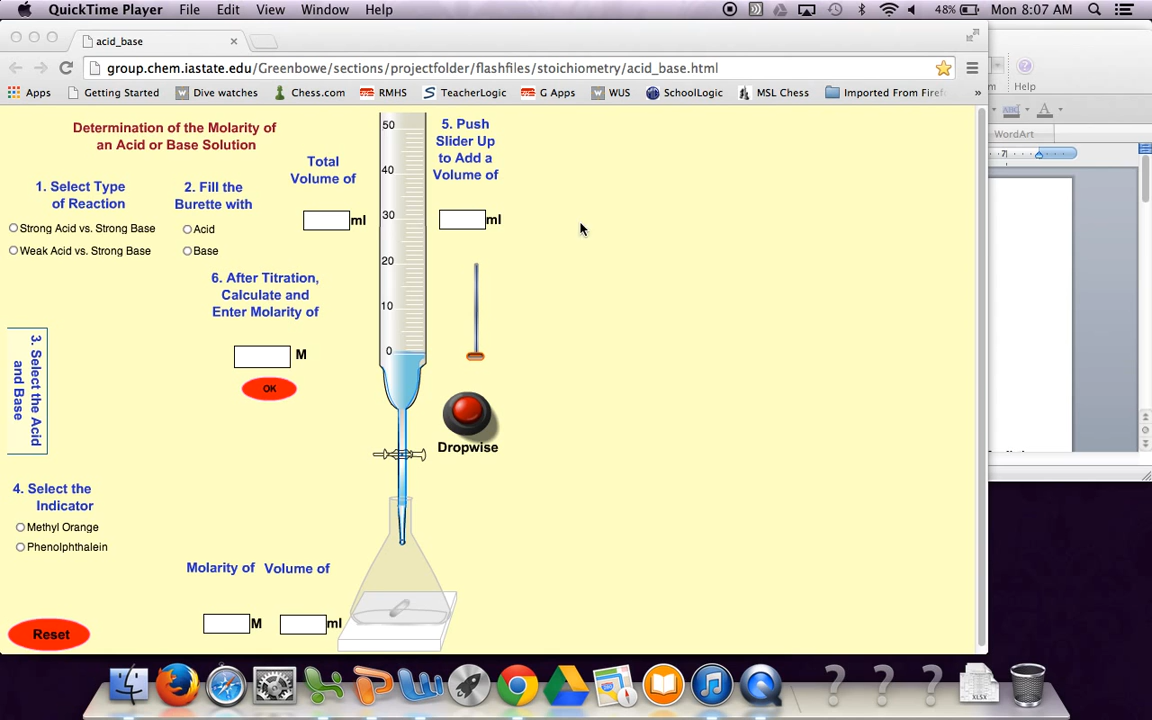 QuickTime Player File Edit View Window Help 48% Mon 8:07 AM
acid_base
group.chem.iastate.edu/Greenbowe/sections/projectfolder/flashfiles/stoichiometry/acid_base.html
Apps Getting Started Dive watches Chess.com RMHS TeacherLogic G Apps WUS SchoolLogic MSL Chess Imported From Firef »
Help
WordArt
Determination of the Molarity of
an Acid or Base Solution
1. Select Type
of Reaction
Strong Acid vs. Strong Base
Weak Acid vs. Strong Base
2. Fill the
Burette with
Acid
Base
Total
Volume of
ml
50
40
30
20
10
0
5. Push
Slider Up
to Add a
Volume of
ml
6. After Titration,
Calculate and
Enter Molarity of
M
OK
3. Select the Acid
and Base
Dropwise
4. Select the
Indicator
Methyl Orange
Phenolphthalein
Molarity of Volume of
M ml
Reset
XLSX